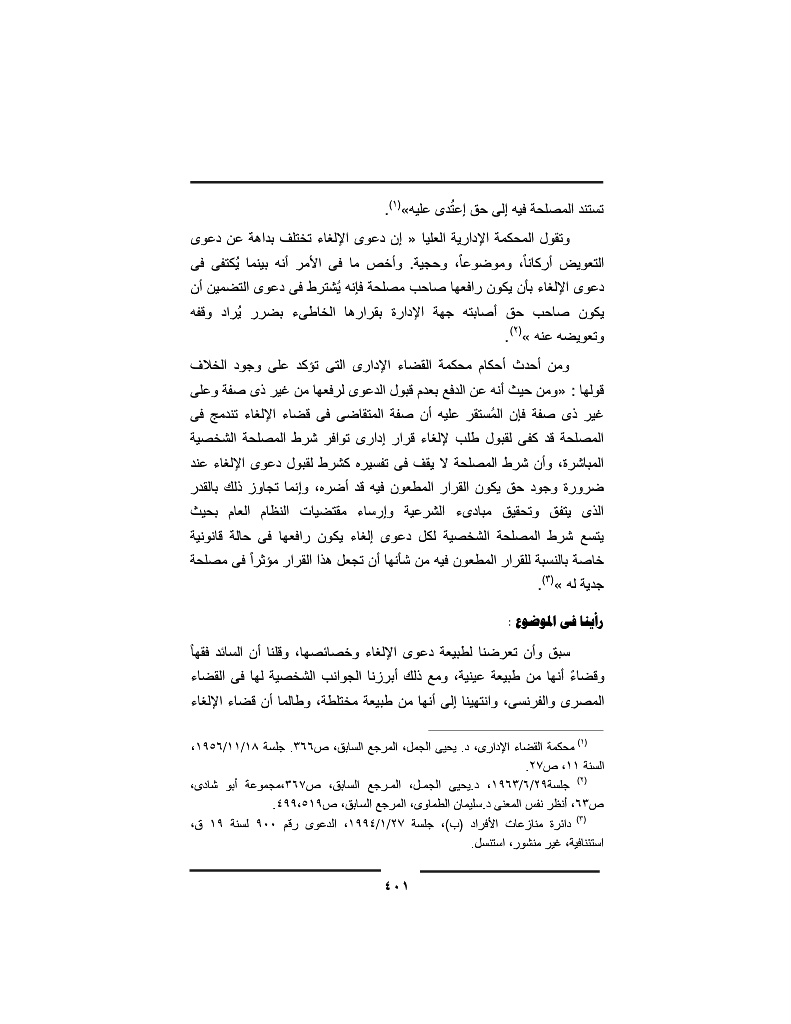 تستند المصلحة فيه إلى حق إعتُدى عليه»(١).
وتقول المحكمة الإدارية العليا « إن دعوى الإلغاء تختلف بداهة عن دعوى
التعويض أركاناً، وموضوعاً، وحجية. وأخص ما فى الأمر أنه بينما يُكتفى فى
دعوى الإلغاء بأن يكون رافعها صاحب مصلحة فإنه يُشترط فى دعوى التضمين أن
يكون صاحب حق أصابته جهة الإدارة بقرارها الخاطىء بضرر يُراد وقفه
وتعويضه عنه »(٢).
ومن أحدث أحكام محكمة القضاء الإدارى التى تؤكد على وجود الخلاف
قولها : «ومن حيث أنه عن الدفع بعدم قبول الدعوى لرفعها من غير ذى صفة وعلى
غير ذى صفة فإن المُستقر عليه أن صفة المتقاضى فى قضاء الإلغاء تندمج فى
المصلحة قد كفى لقبول طلب لإلغاء قرار إدارى توافر شرط المصلحة الشخصية
المباشرة، وأن شرط المصلحة لا يقف فى تفسيره كشرط لقبول دعوى الإلغاء عند
ضرورة وجود حق يكون القرار المطعون فيه قد أضره، وإنما تجاوز ذلك بالقدر
الذى يتفق وتحقيق مبادىء الشرعية وإرساء مقتضيات النظام العام بحيث
يتسع شرط المصلحة الشخصية لكل دعوى إلغاء يكون رافعها فى حالة قانونية
خاصة بالنسبة للقرار المطعون فيه من شأنها أن تجعل هذا القرار مؤثراً فى مصلحة
جدية له »(٣).
رأينا فى الموضوع :
سبق وأن تعرضنا لطبيعة دعوى الإلغاء وخصائصها، وقلنا أن السائد فقهاً
وقضاءً أنها من طبيعة عينية، ومع ذلك أبرزنا الجوانب الشخصية لها فى القضاء
المصرى والفرنسى، وانتهينا إلى أنها من طبيعة مختلطة، وطالما أن قضاء الإلغاء
(١) محكمة القضاء الإدارى، د. يحيى الجمل، المرجع السابق، ص٣٦٦. جلسة ١٩٥٦/١١/١٨،
السنة ١١، ص٢٧.
(٢) جلسة١٩٦٣/٦/٢٩، د.يحيى الجمل، المرجع السابق، ص٣٦٧،مجموعة أبو شادى،
ص٦٣، أنظر نفس المعنى د.سليمان الطماوى، المرجع السابق، ص٤٩٩،٥١٩.
(٣) دائرة منازعات الأفراد (ب)، جلسة ١٩٩٤/١/٢٧، الدعوى رقم ٩٠٠ لسنة ١٩ ق،
استئنافية، غير منشور، استنسل.
٤٠١